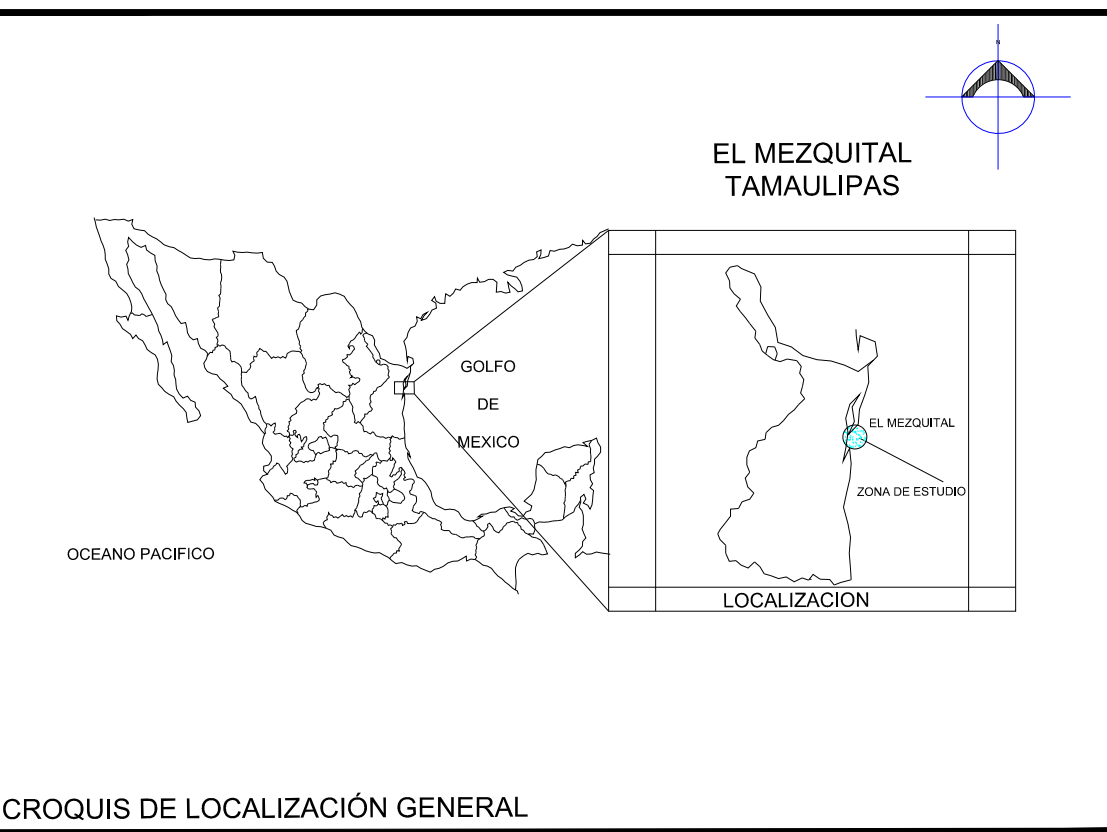 N
EL MEZQUITAL
TAMAULIPAS
GOLFO
DE
MEXICO
EL MEZQUITAL
ZONA DE ESTUDIO
OCEANO PACIFICO
LOCALIZACION
CROQUIS DE LOCALIZACIÓN GENERAL